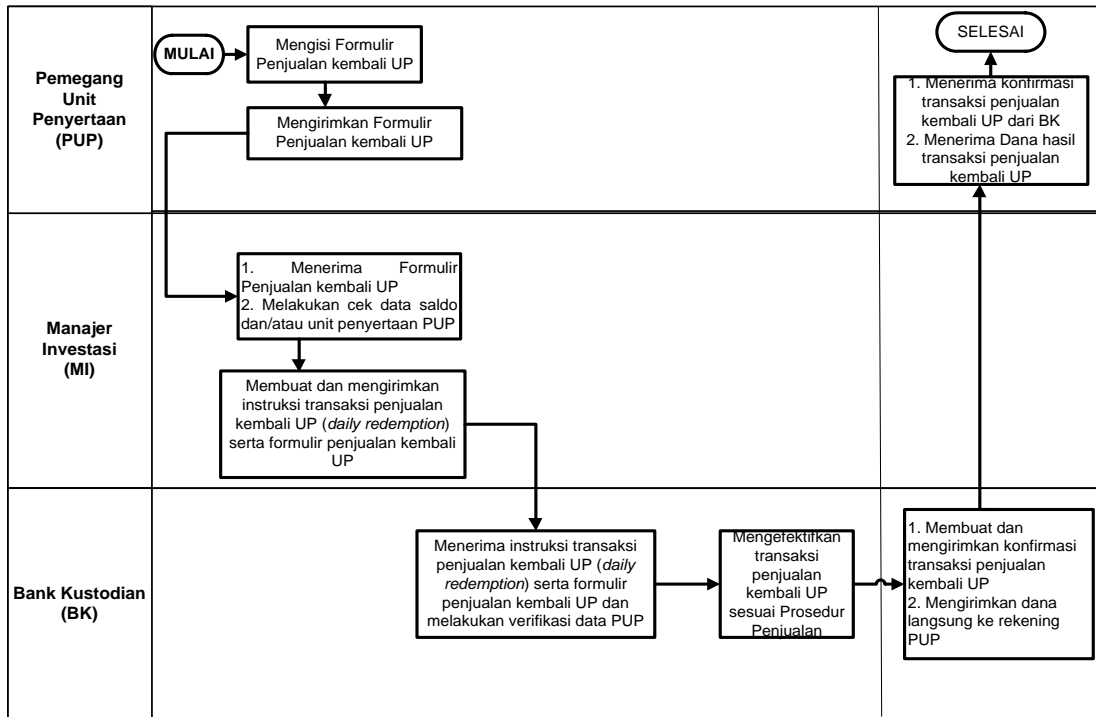 Pemegang
Unit
Penyertaan
(PUP)
MULAI
Mengisi Formulir
Penjualan kembali UP
Mengirimkan Formulir
Penjualan kembali UP
SELESAI
1. Menerima konfirmasi
transaksi penjualan
kembali UP dari BK
2. Menerima Dana hasil
transaksi penjualan
kembali UP
Manajer
Investasi
(MI)
1. Menerima Formulir
Penjualan kembali UP
2. Melakukan cek data saldo
dan/atau unit penyertaan PUP
Membuat dan mengirimkan
instruksi transaksi penjualan
kembali UP (daily redemption)
serta formulir penjualan kembali
UP
Bank Kustodian
(BK)
Menerima instruksi transaksi
penjualan kembali UP (daily
redemption) serta formulir
penjualan kembali UP dan
melakukan verifikasi data PUP
Mengefektifkan
transaksi
penjualan
kembali UP
sesuai Prosedur
Penjualan
1. Membuat dan
mengirimkan konfirmasi
transaksi penjualan
kembali UP
2. Mengirimkan dana
langsung ke rekening
PUP